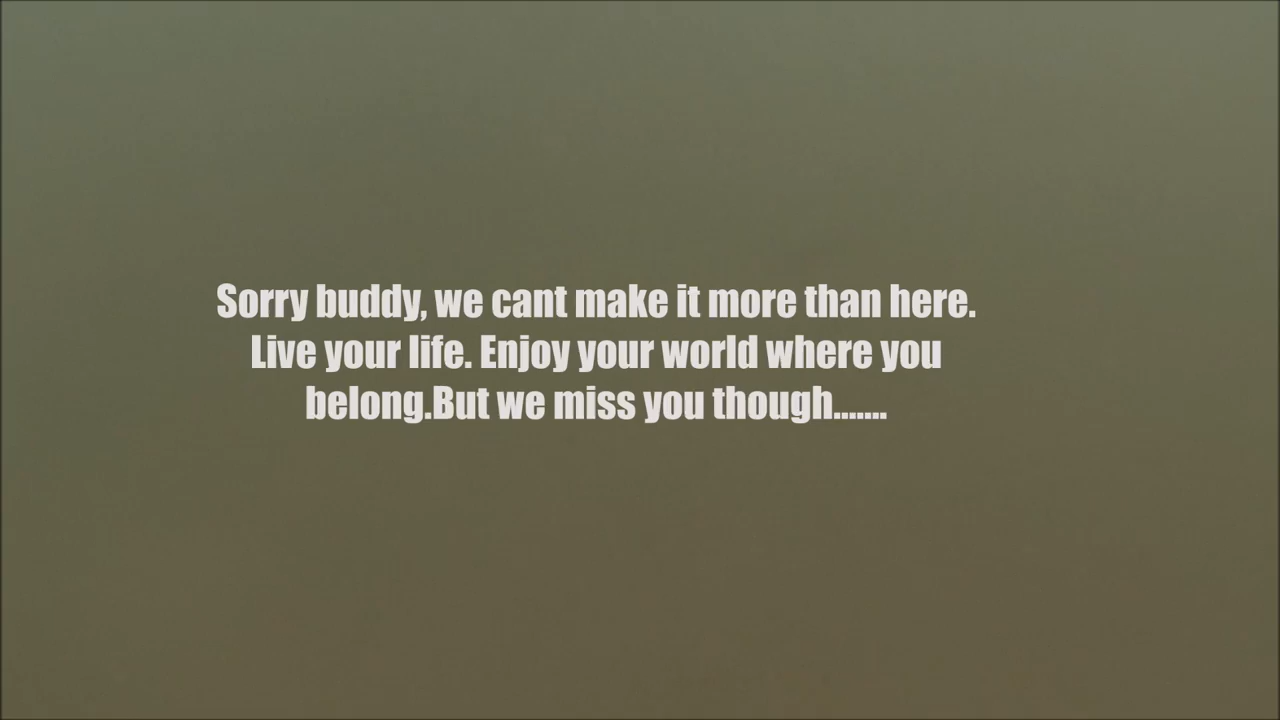 Sorry buddy, we cant make it more than here.
Live your life. Enjoy your world where you
belong.But we miss you though.......